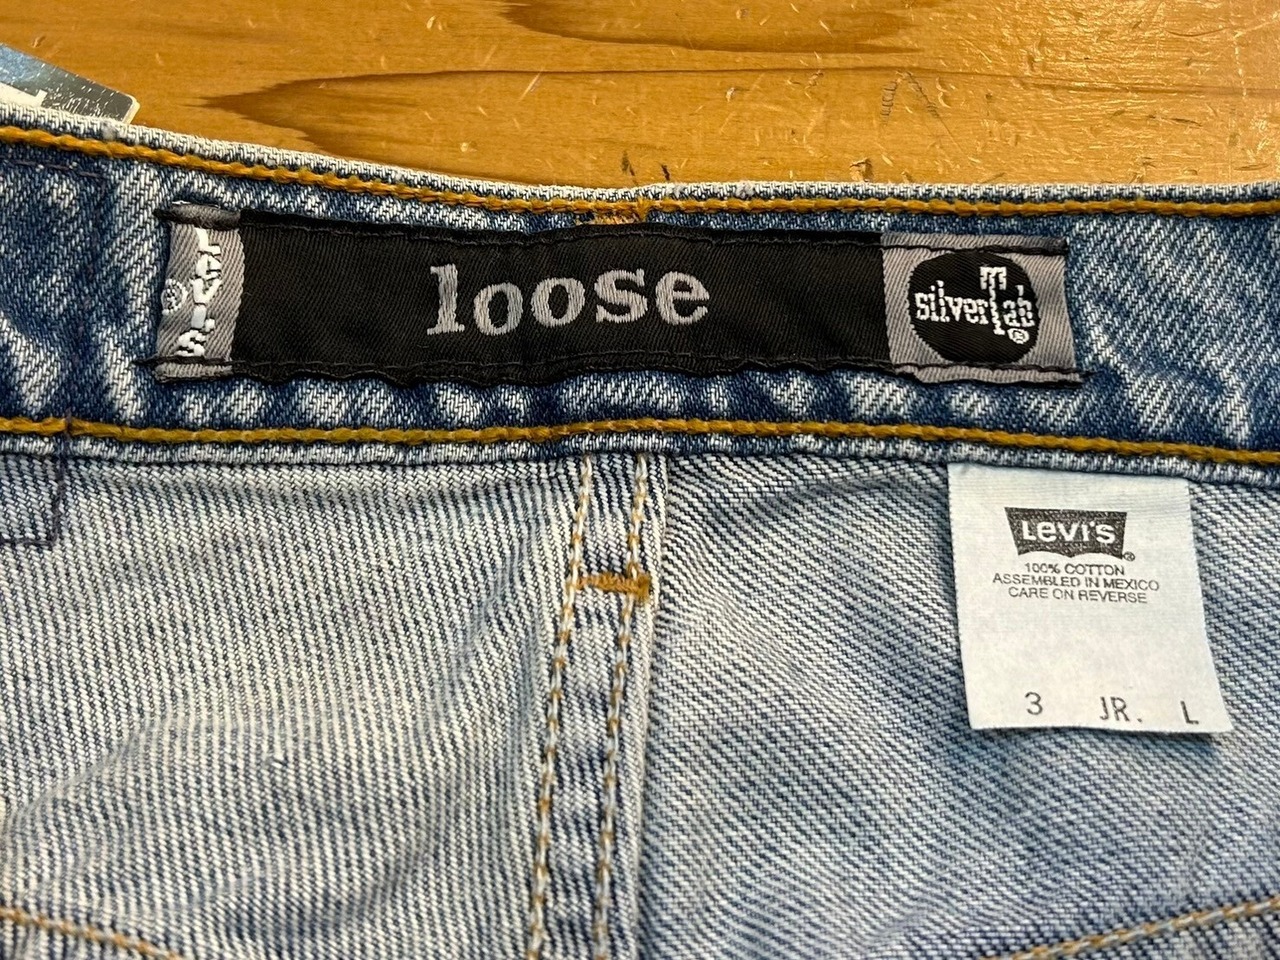 Levi's®
loose
silverTab®
LEVI'S®
100% COTTON
ASSEMBLED IN MEXICO
CARE ON REVERSE
3 JR. L